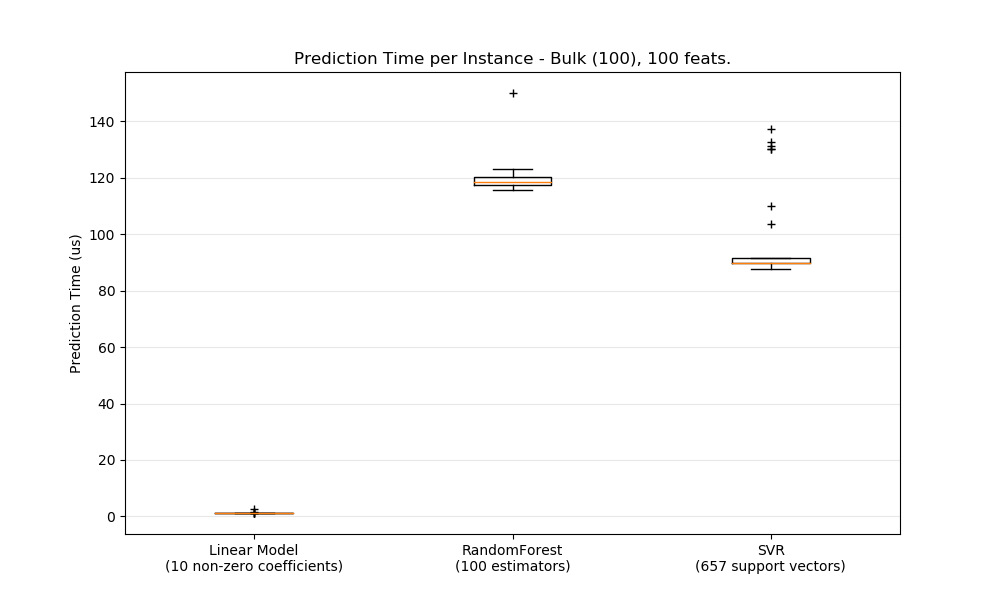 Prediction Time per Instance - Bulk (100), 100 feats.
Prediction Time (us)
140
120
100
80
60
40
20
0
Linear Model
(10 non-zero coefficients)
RandomForest
(100 estimators)
SVR
(657 support vectors)